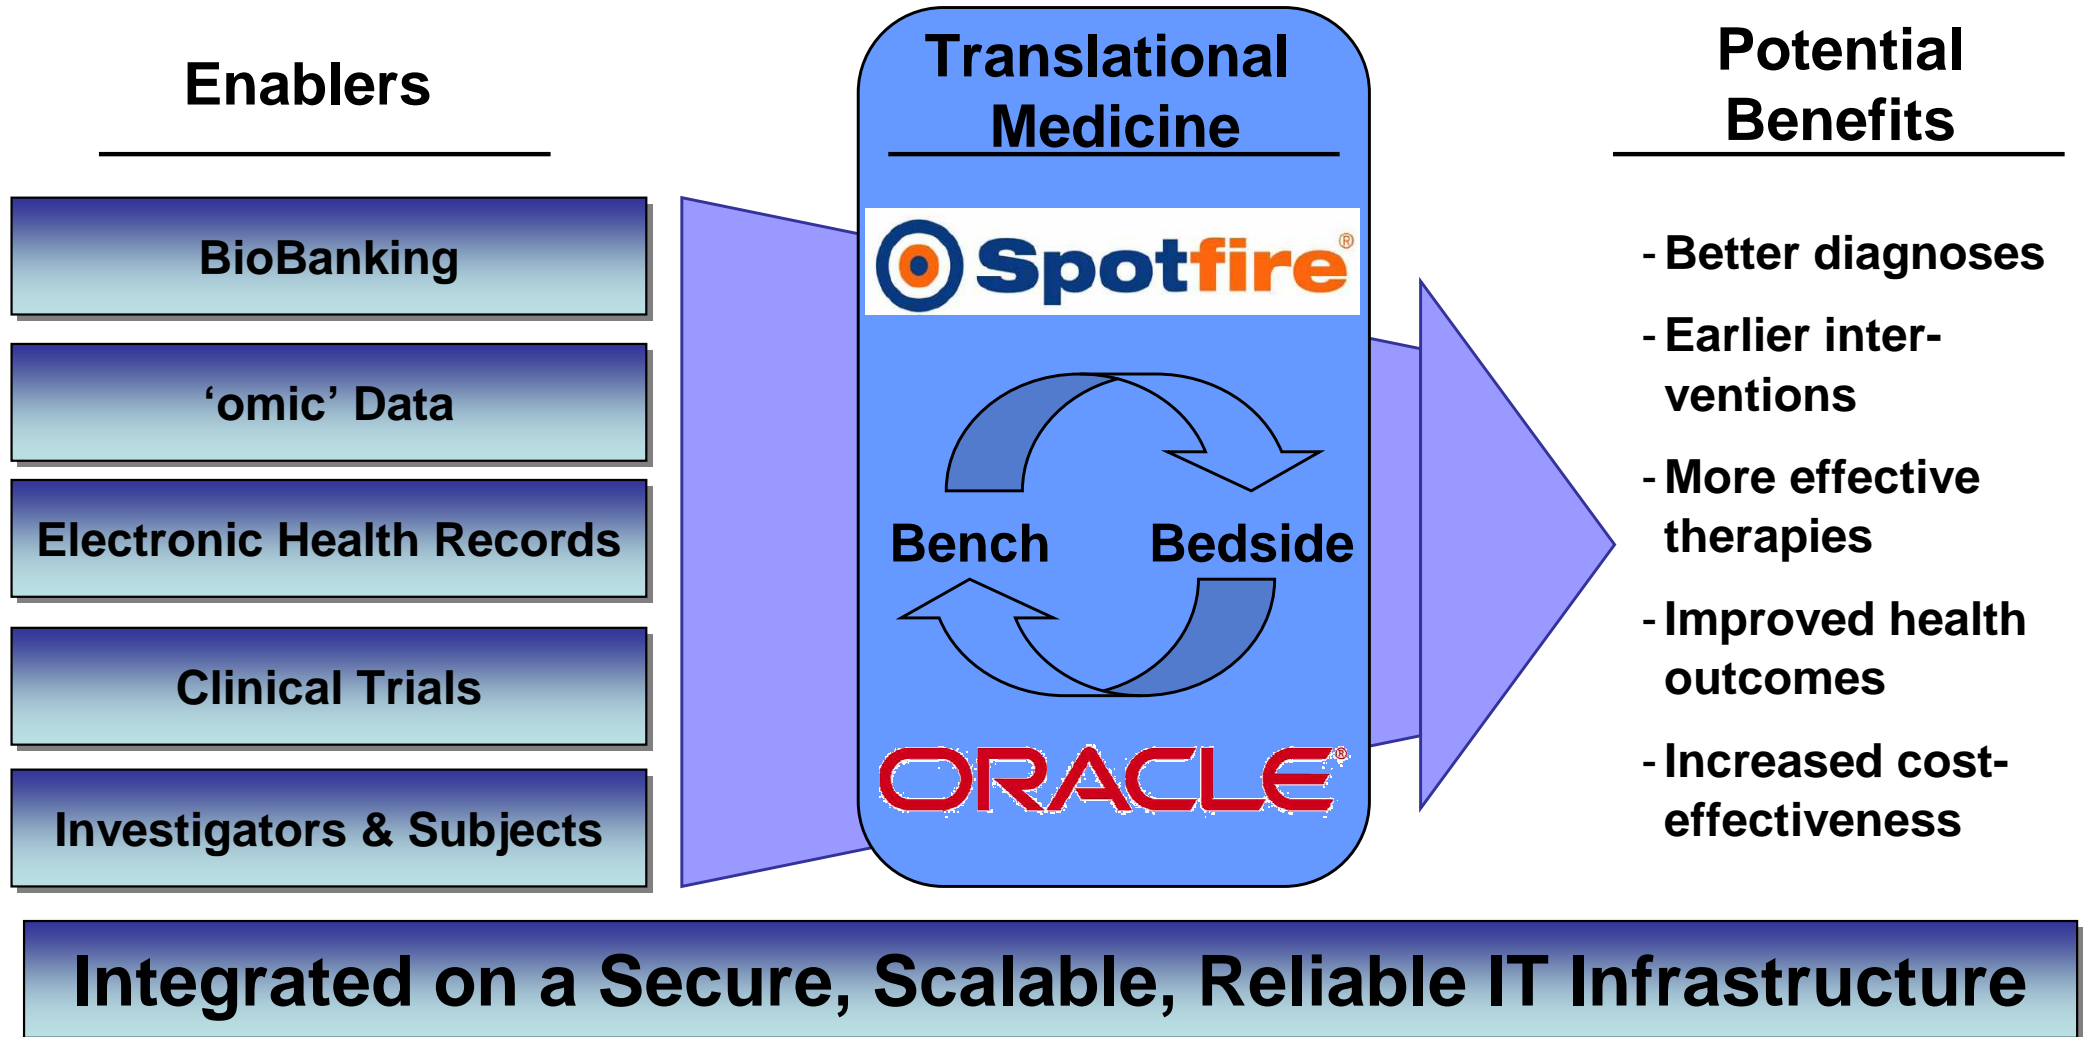 Enablers
BioBanking
‘omic’ Data
Electronic Health Records
Clinical Trials
Investigators & Subjects
Translational
Medicine
Spotfire®
Bench
Bedside
ORACLE®
Potential
Benefits
- Better diagnoses
- Earlier inter-
ventions
- More effective
therapies
- Improved health
outcomes
- Increased cost-
effectiveness
Integrated on a Secure, Scalable, Reliable IT Infrastructure